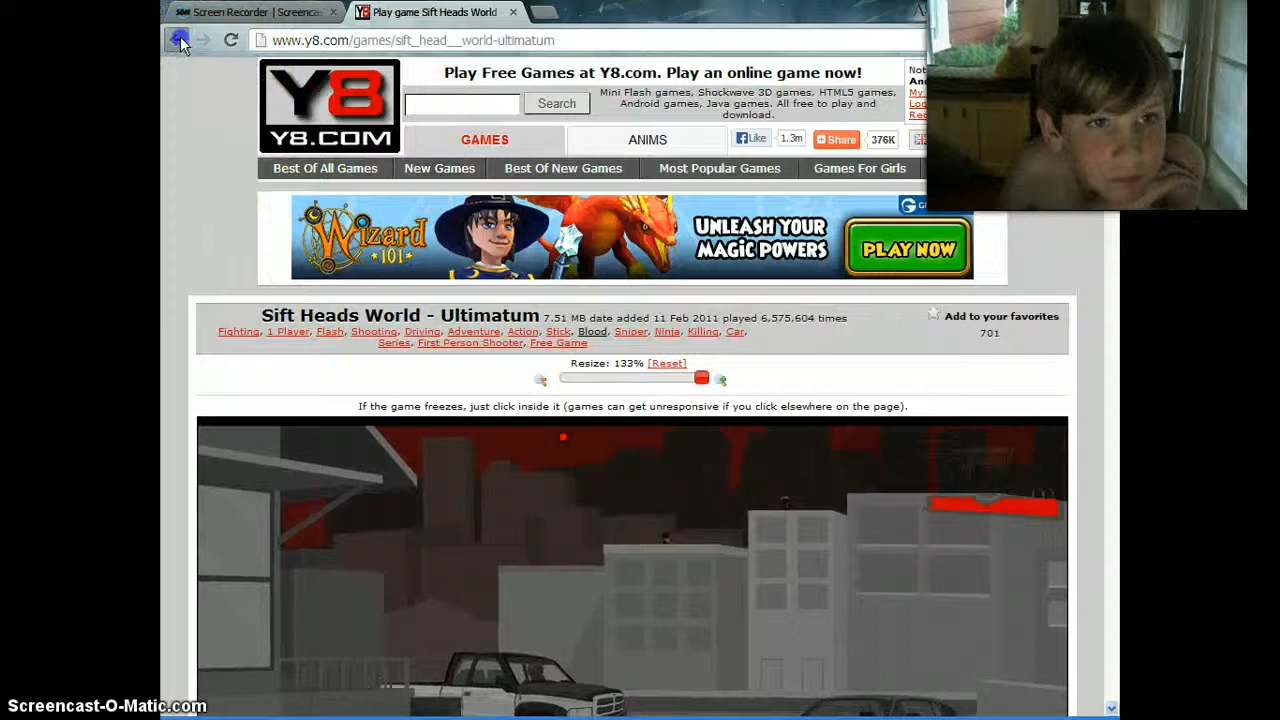 Screen Recorder | Screenca
Play game Sift Heads World
www.y8.com/games/sift_head__world-ultimatum
Y8
Y8.COM
Play Free Games at Y8.com. Play an online game now!
Search
Mini Flash games, Shockwave 3D games, HTML5 games,
Android games, Java games. All free to play and
download.
GAMES
ANIMS
Like
1.3m
Share
376K
Best Of All Games
New Games
Best Of New Games
Most Popular Games
Games For Girls
Wizard
101
UNLEASH YOUR
MAGIC POWERS
PLAY NOW
Sift Heads World - Ultimatum 7.51 MB date added 11 Feb 2011 played 6,575,604 times
Fighting, 1 Player, Flash, Shooting, Driving, Adventure, Action, Stick, Blood, Sniper, Ninja, Killing, Car,
Series, First Person Shooter, Free Game
Add to your favorites
701
Resize: 133% [Reset]
If the game freezes, just click inside it (games can get unresponsive if you click elsewhere on the page).
Screencast-O-Matic.com